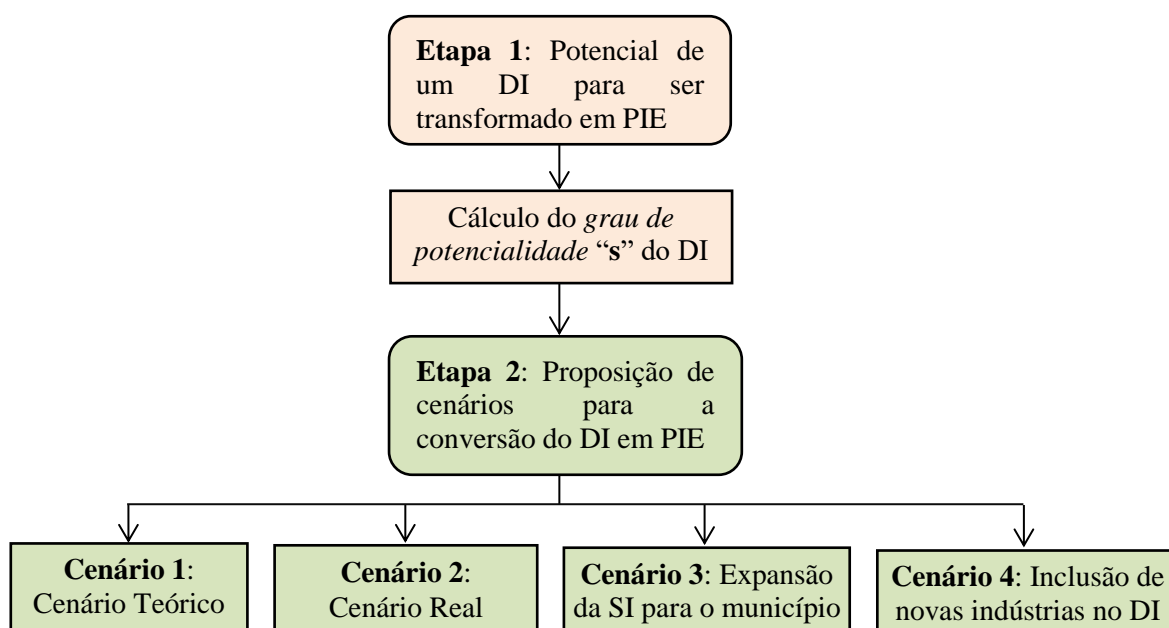 Etapa 1: Potencial de
um DI para ser
transformado em PIE
Cálculo do grau de
potencialidade “s” do DI
Etapa 2: Proposição de
cenários para a
conversão do DI em PIE
Cenário 1:
Cenário Teórico
Cenário 2:
Cenário Real
Cenário 3: Expansão
da SI para o município
Cenário 4: Inclusão de
novas indústrias no DI